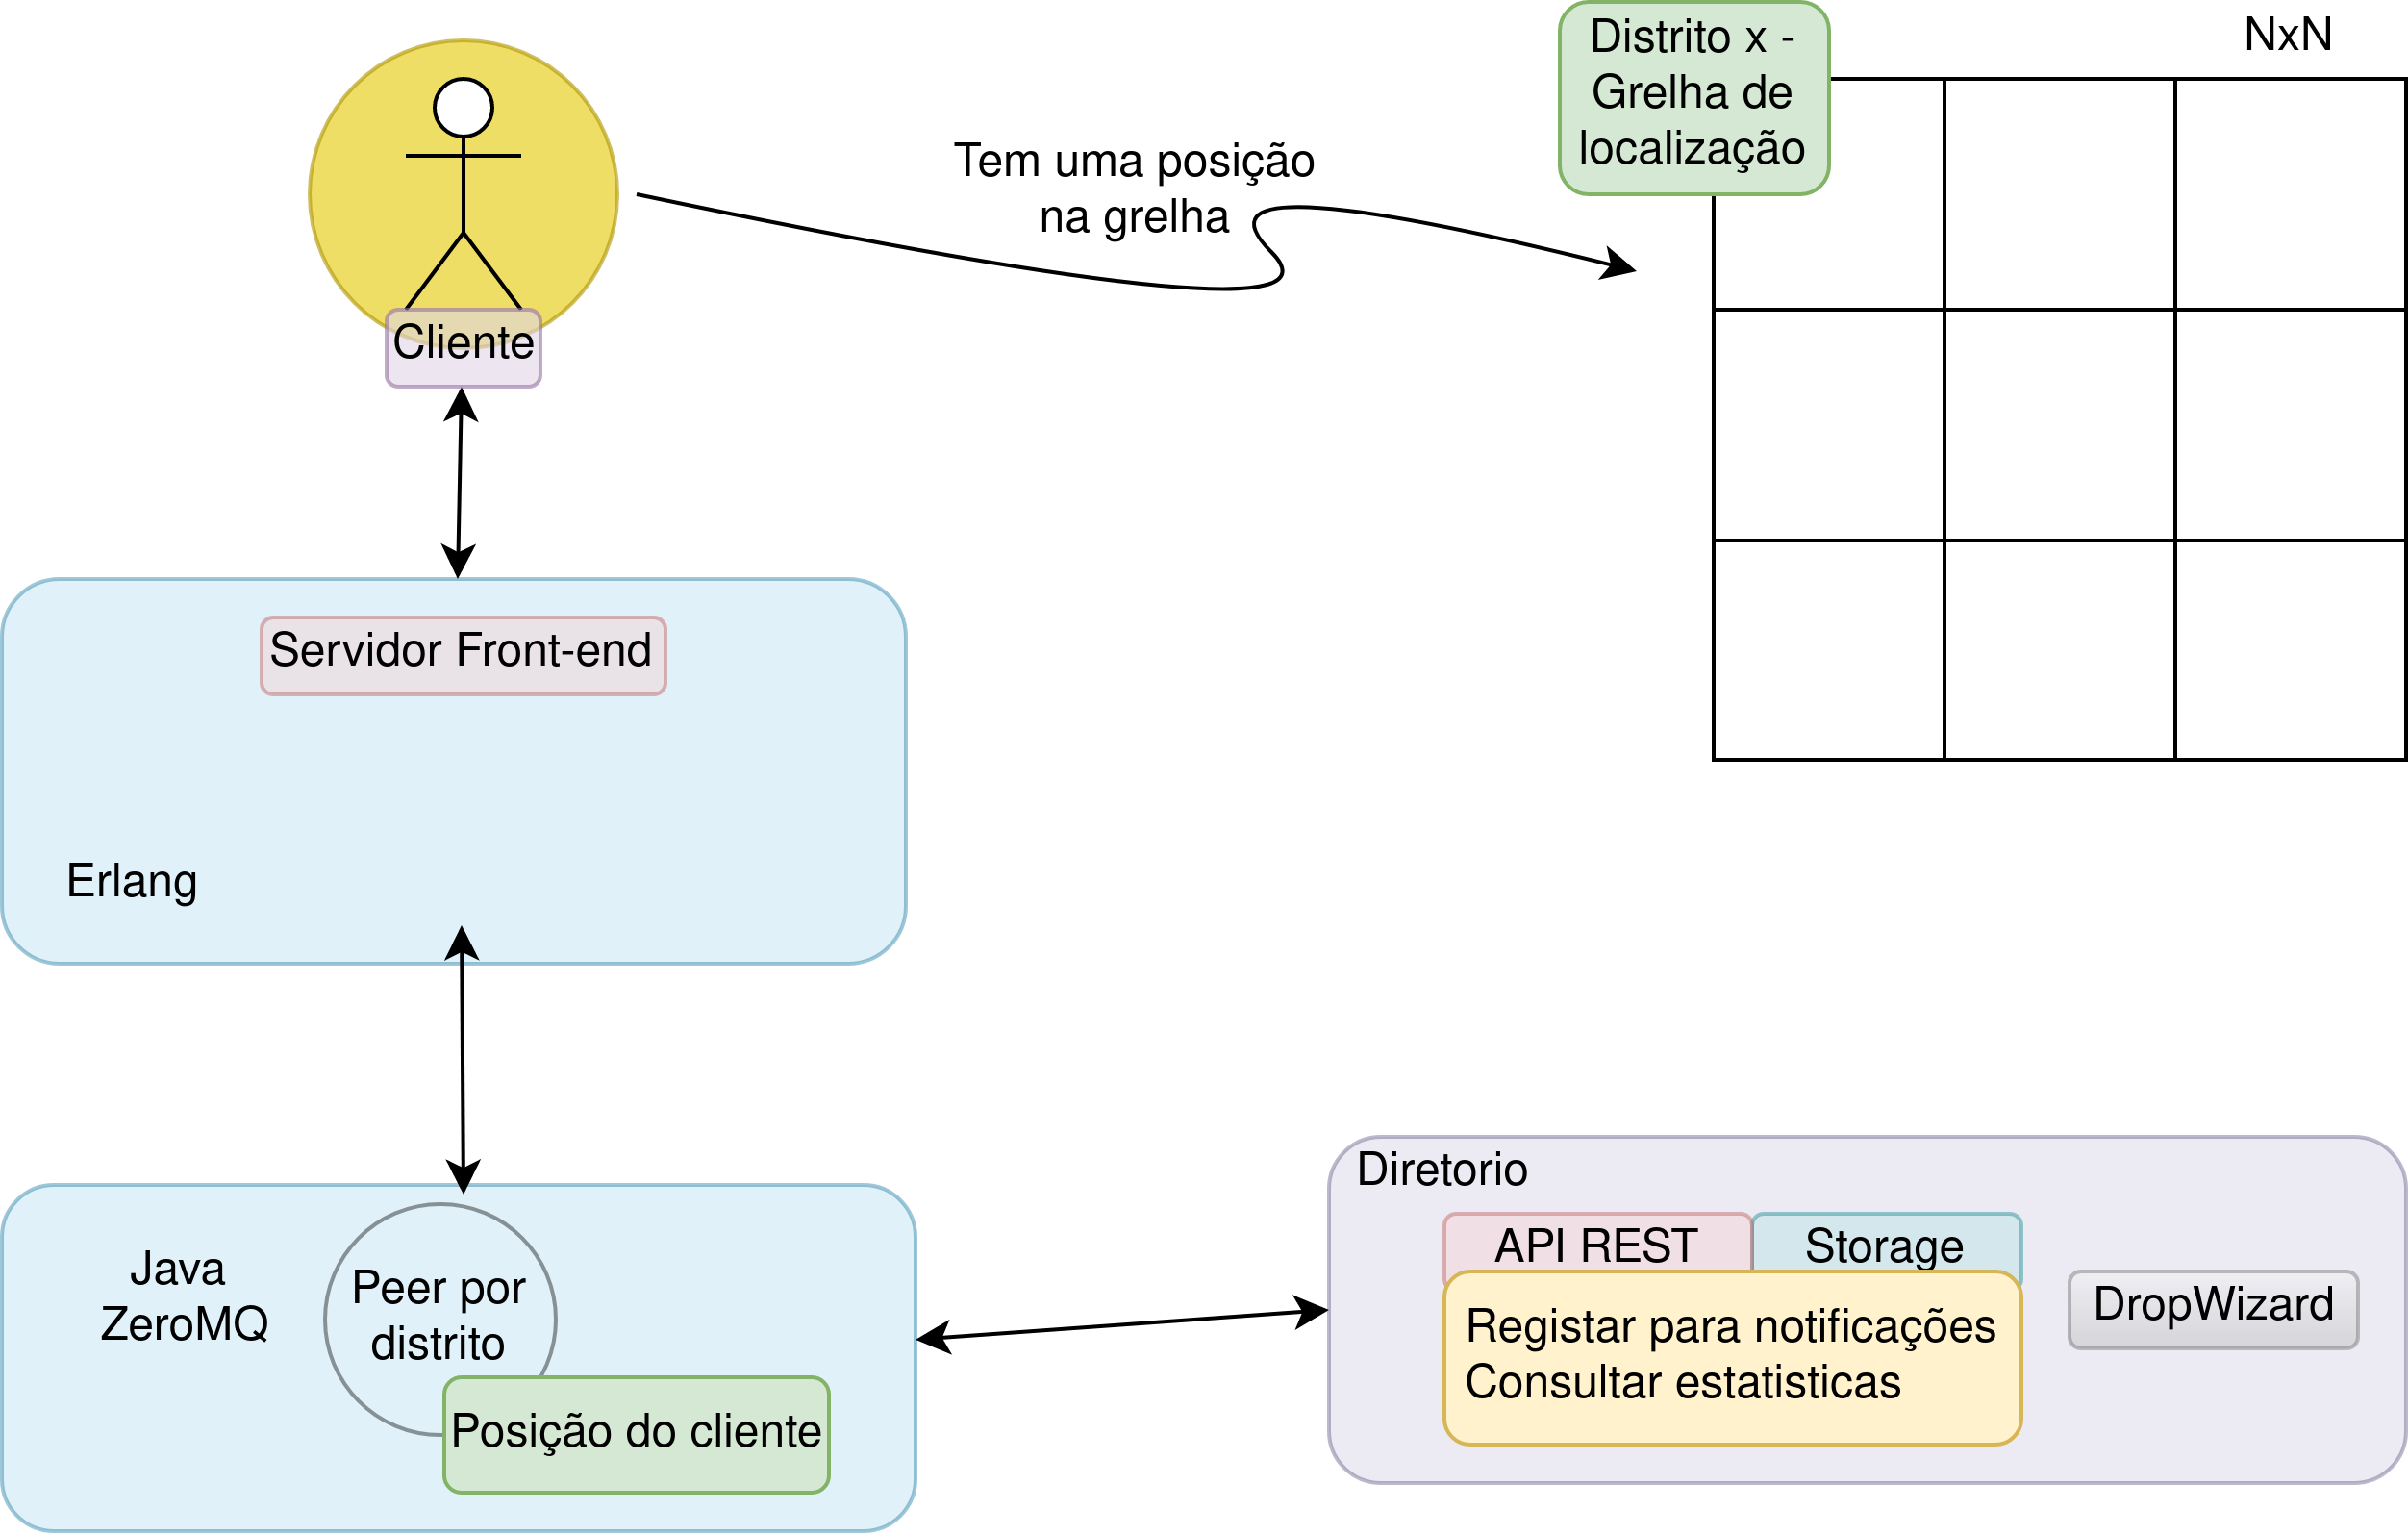 Distrito x -
Grelha de
localização
NxN
Tem uma posição
na grelha
Cliente
Servidor Front-end
Erlang
Diretorio
API REST
Storage
Registar para notificações
Consultar estatisticas
DropWizard
Java
ZeroMQ
Peer por
distrito
Posição do cliente